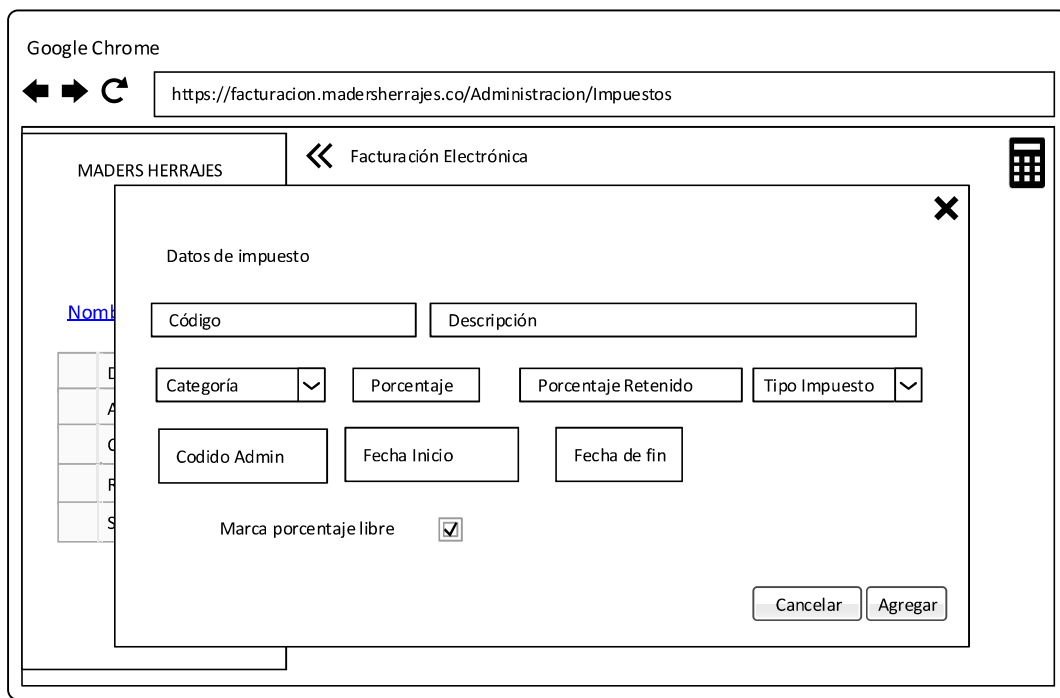 Google Chrome
https://facturacion.madersherrajes.co/Administracion/Impuestos
MADERS HERRAJES
Facturación Electrónica
Datos de impuesto
Nomb
Código
Descripción
Categoría
Porcentaje
Porcentaje Retenido
Tipo Impuesto
Codido Admin
Fecha Inicio
Fecha de fin
Marca porcentaje libre
Cancelar
Agregar